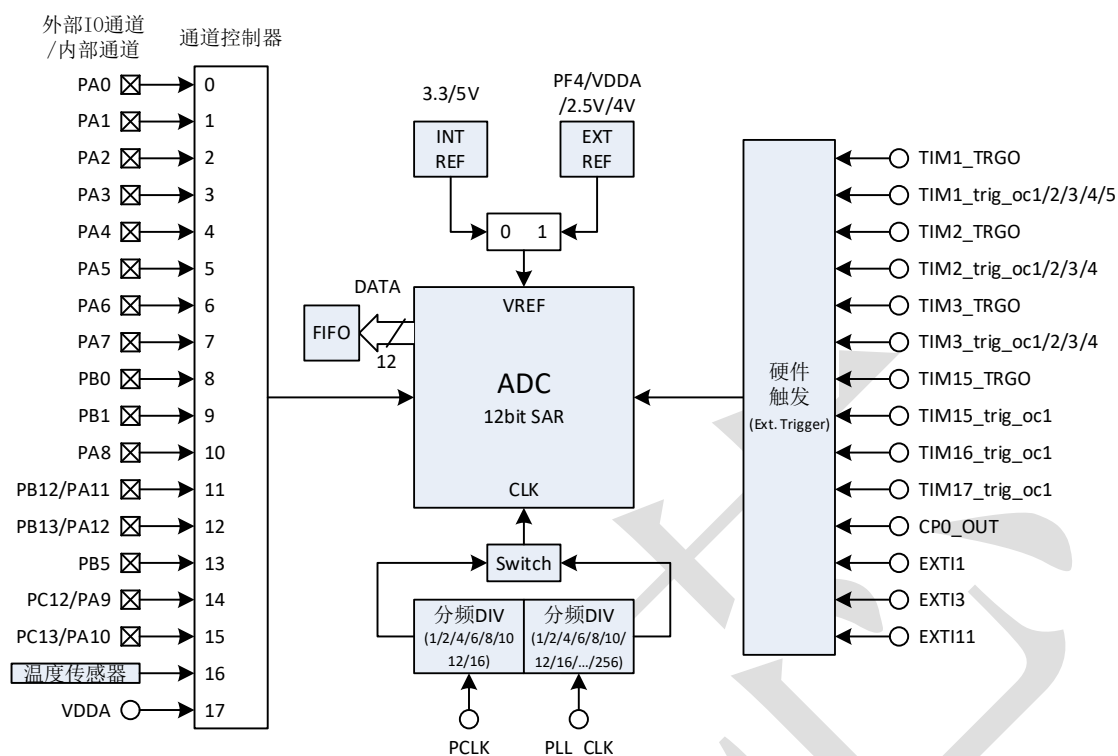 外部IO通道
/内部通道
通道控制器
PA0
0
PA1
1
PA2
2
PA3
3
PA4
4
PA5
5
PA6
6
PA7
7
PB0
8
PB1
9
PA8
10
PB12/PA11
11
PB13/PA12
12
PB5
13
PC12/PA9
14
PC13/PA10
15
温度传感器
16
VDDA
17
3.3/5V
INT
REF
PF4/VDDA
/2.5V/4V
EXT
REF
0 1
VREF
DATA
FIFO
12
ADC
12bit SAR
CLK
Switch
分频DIV
(1/2/4/6/8/10
12/16)
分频DIV
(1/2/4/6/8/10/
12/16/.../256)
PCLK
PLL_CLK
硬件
触发
(Ext. Trigger)
TIM1_TRGO
TIM1_trig_oc1/2/3/4/5
TIM2_TRGO
TIM2_trig_oc1/2/3/4
TIM3_TRGO
TIM3_trig_oc1/2/3/4
TIM15_TRGO
TIM15_trig_oc1
TIM16_trig_oc1
TIM17_trig_oc1
CP0_OUT
EXTI1
EXTI3
EXTI11